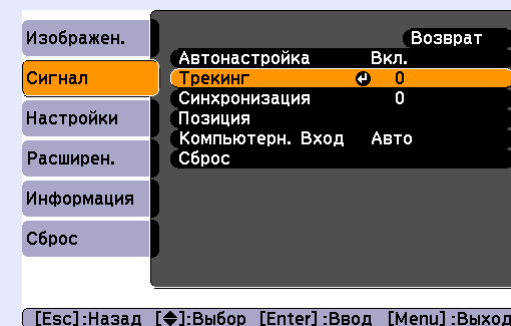 Изображен.
Сигнал
Настройки
Расширен.
Информация
Сброс
Возврат
Автонастройка Вкл.
Трекинг 0
Синхронизация 0
Позиция
Компьютерн. Вход Авто
Сброс
[Esc]:Назад [◆]:Выбор [Enter]:Ввод [Menu]:Выход